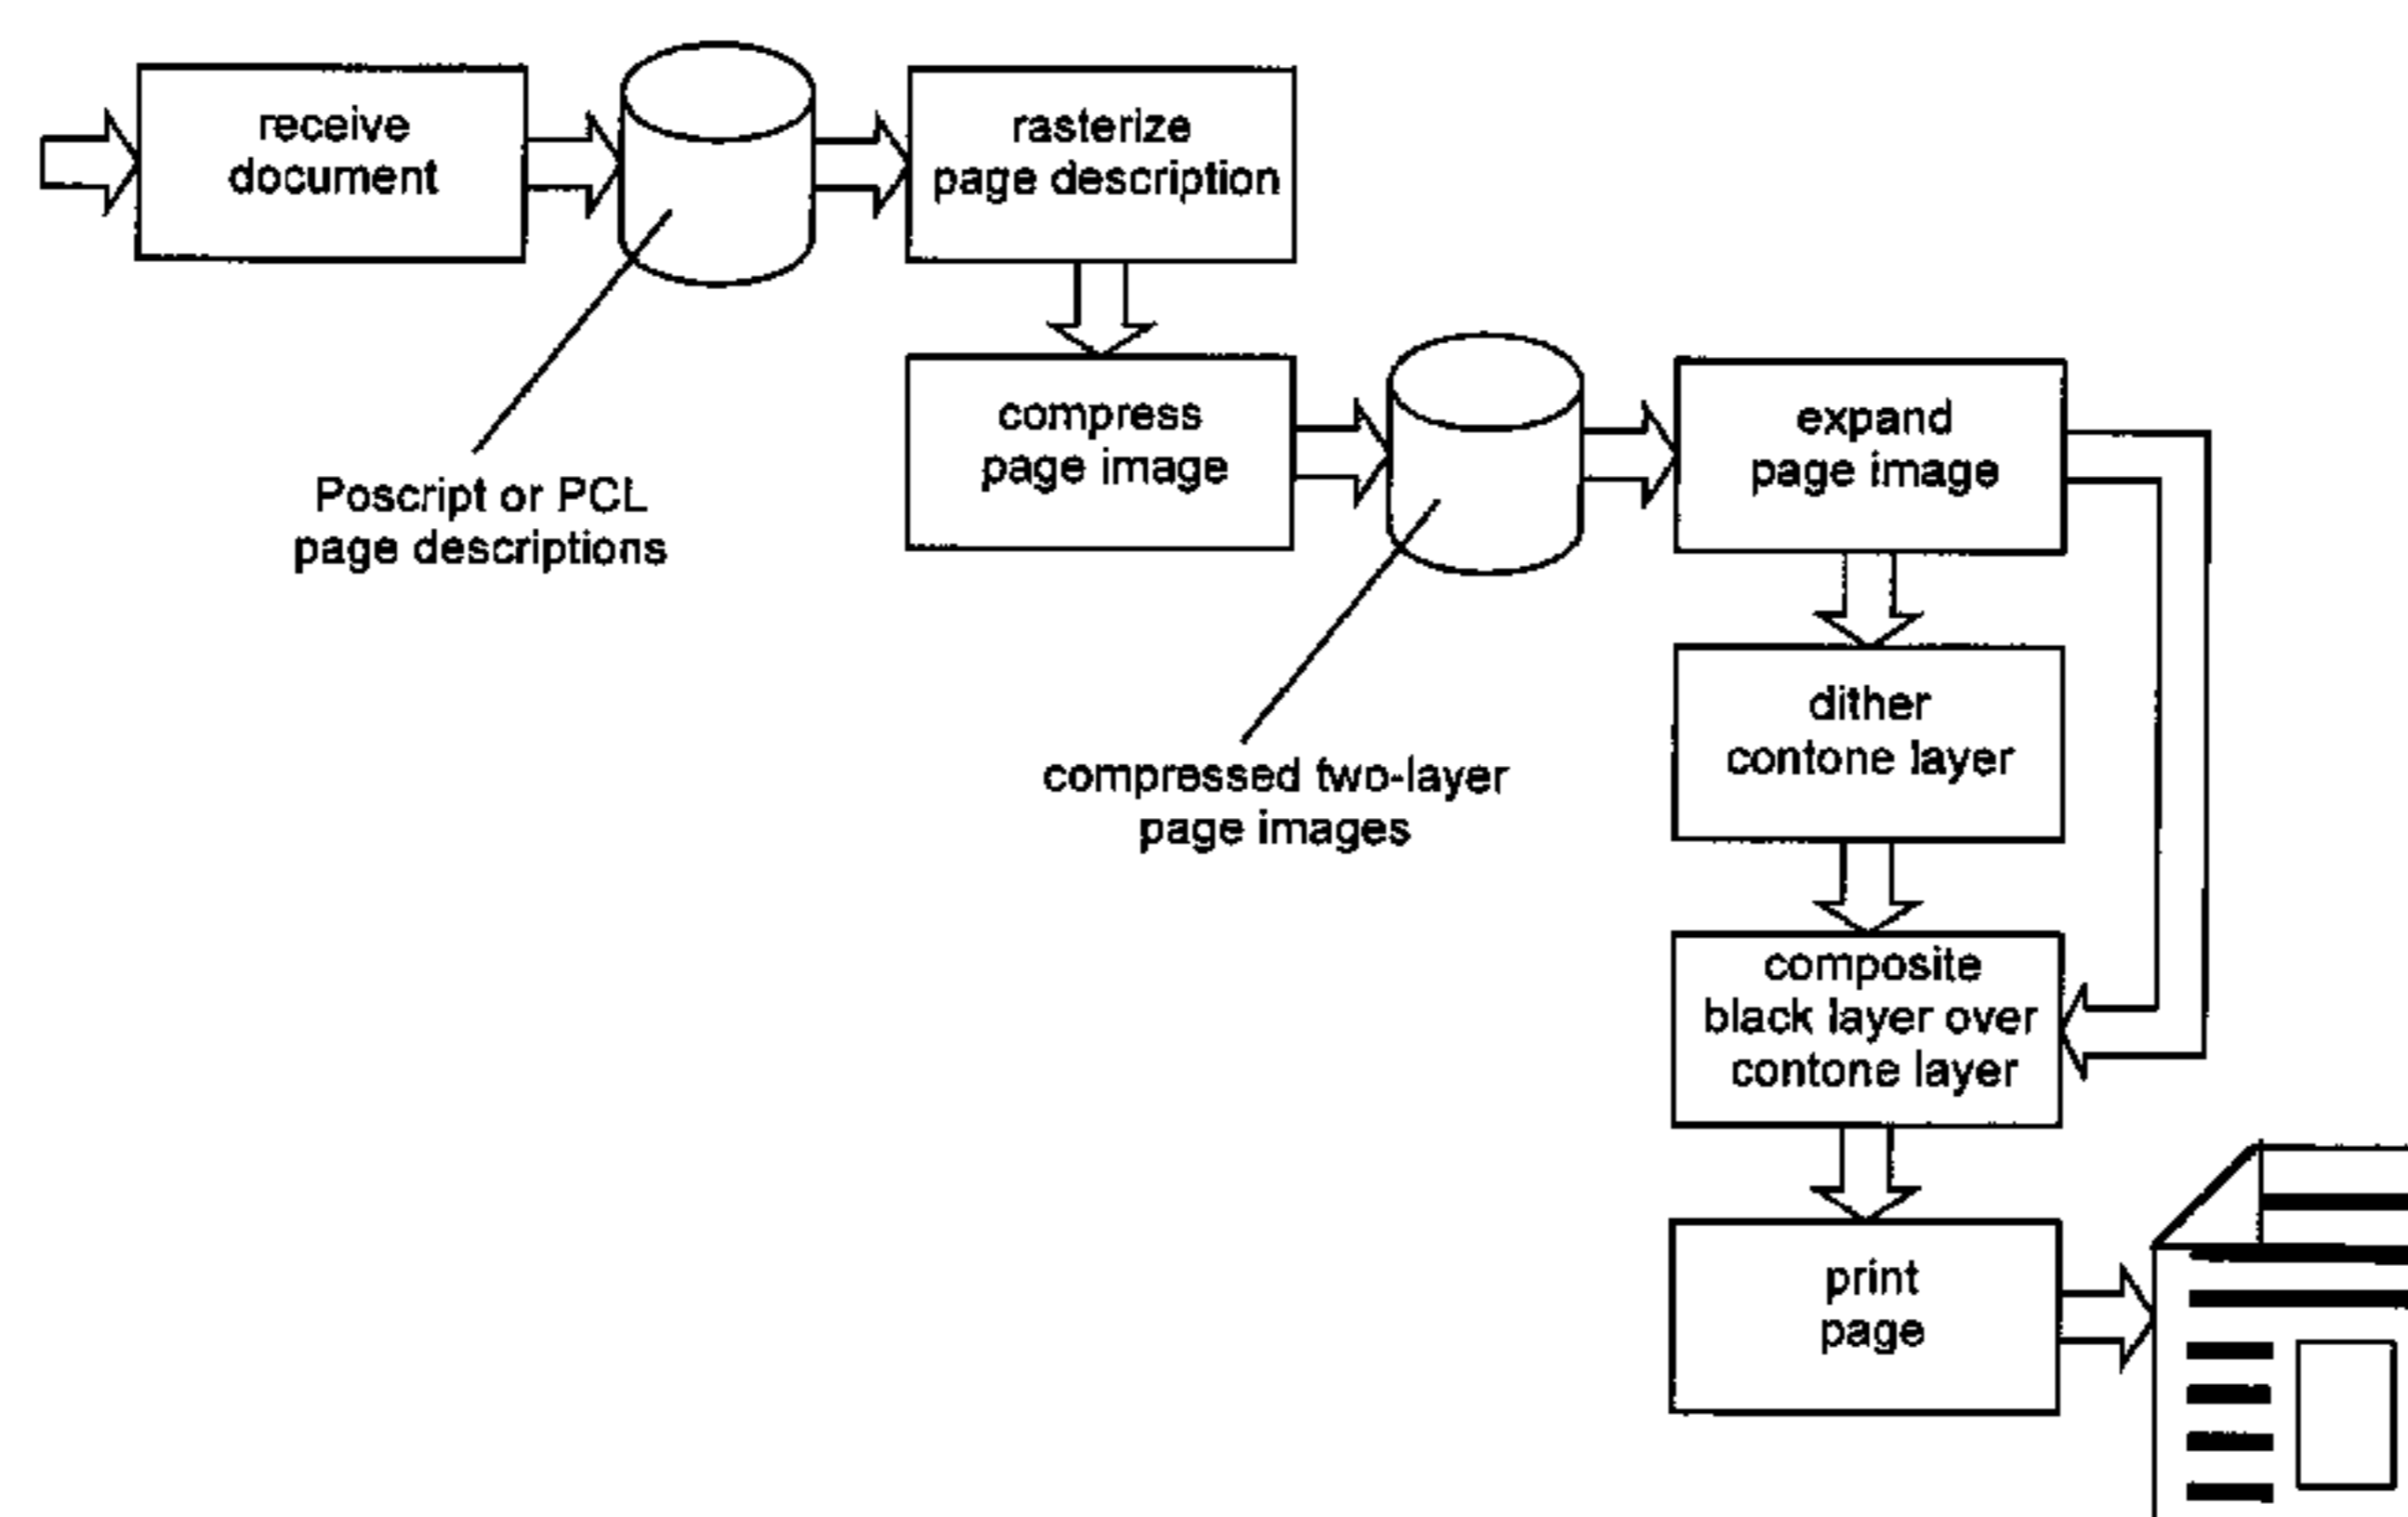 receive
document
rasterize
page description
Poscript or PCL
page descriptions
compress
page image
expand
page image
compressed two-layer
page images
dither
contone layer
composite
black layer over
contone layer
print
page